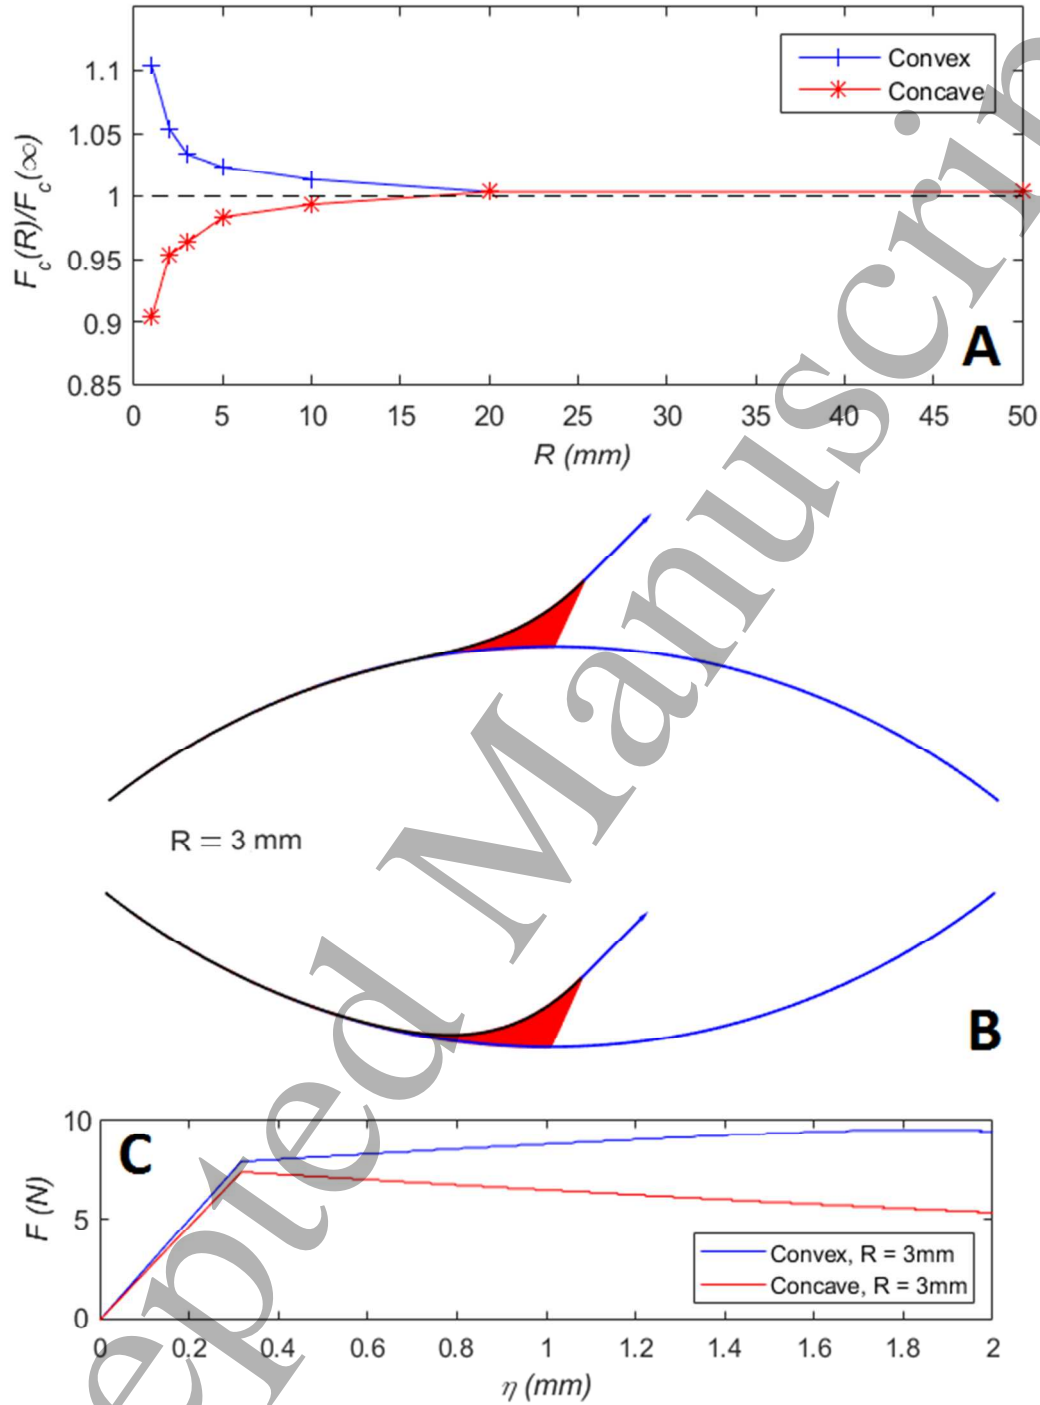 1.1
1.05
1
0.95
0.9
0.85
F_c(R)/F_c(∞)
Convex
Concave
A
0 5 10 15 20 25 30 35 40 45 50
R (mm)
R = 3 mm
B
C
10
5
0
F (N)
Convex, R = 3mm
Concave, R = 3mm
0 0.2 0.4 0.6 0.8 1 1.2 1.4 1.6 1.8 2
η (mm)
epted Manuscrip